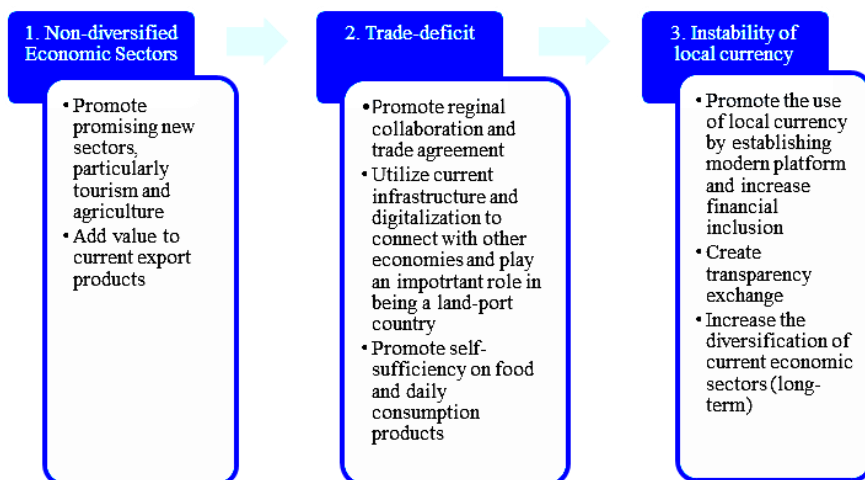 1. Non-diversified
Economic Sectors
• Promote
promising new
sectors,
particularly
tourism and
agriculture
• Add value to
current export
products
2. Trade-deficit
• Promote reginal
collaboration and
trade agreement
• Utilize current
infrastructure and
digitalization to
connect with other
economies and play
an impotrtant role in
being a land-port
country
• Promote self-
sufficiency on food
and daily
consumption
products
3. Instability of
local currency
• Promote the use
of local currency
by establishing
modern platform
and increase
financial
inclusion
• Create
transparency
exchange
• Increase the
diversification of
current economic
sectors (long-
term)